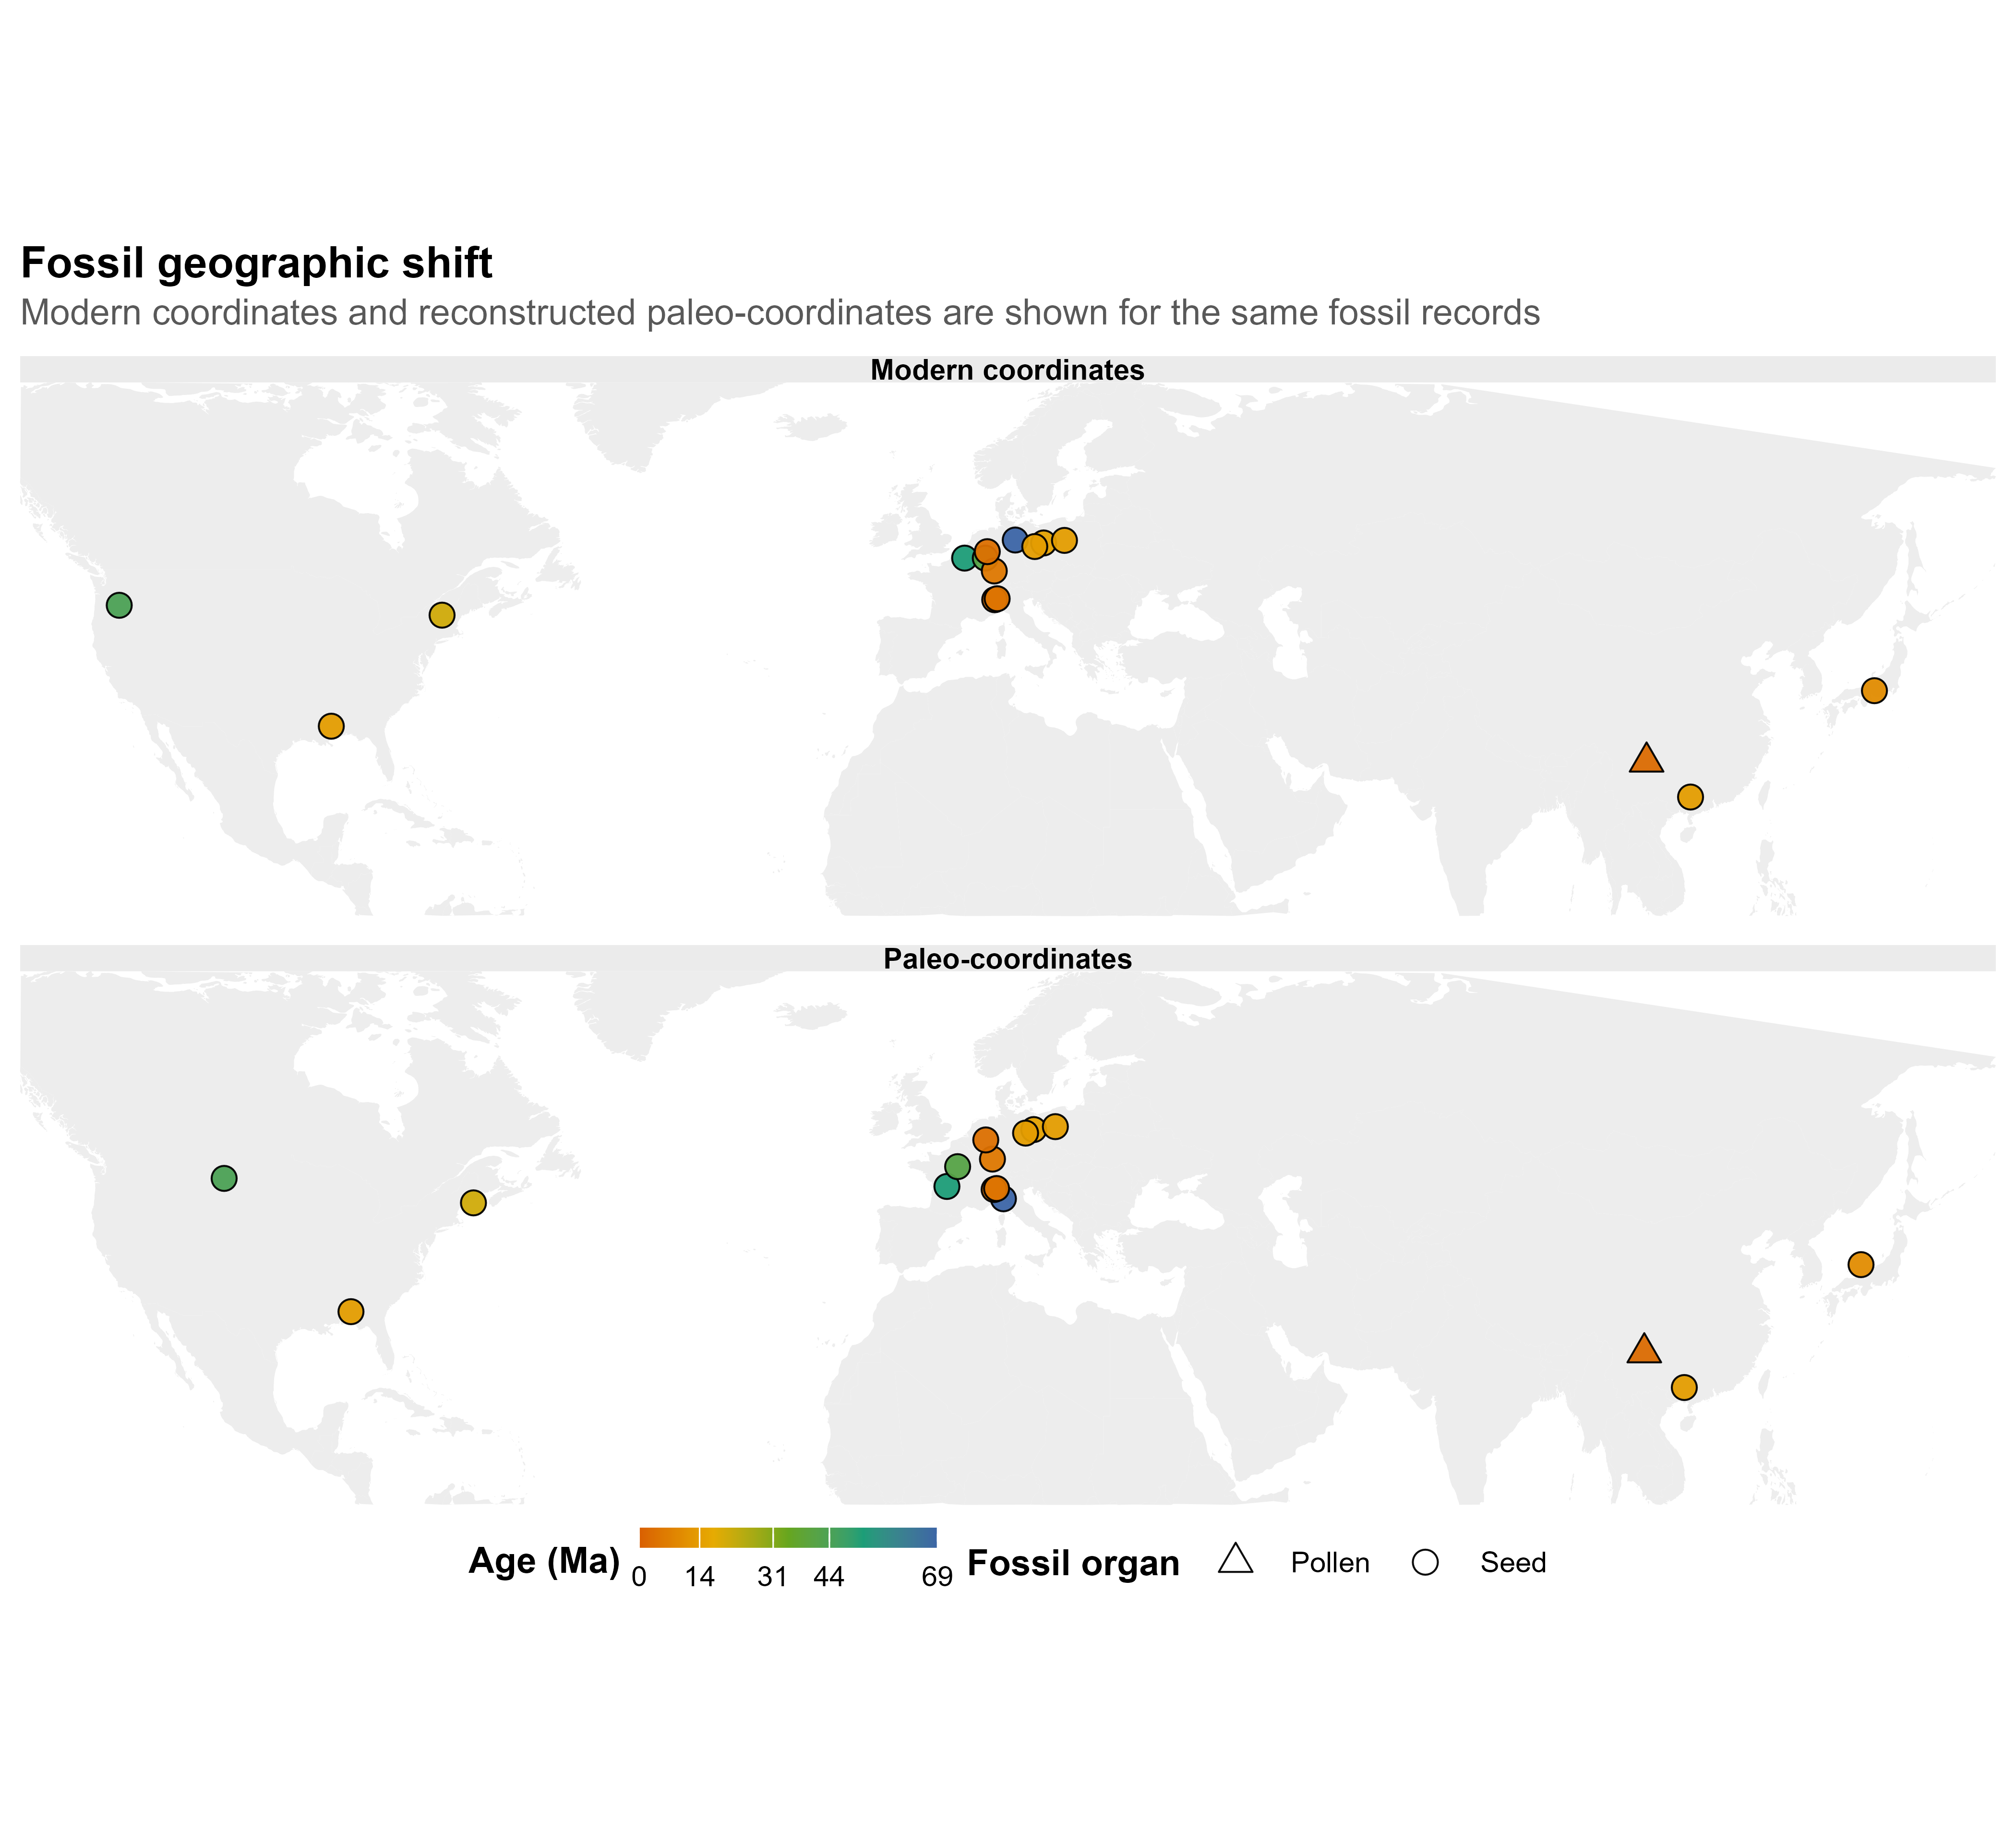 Fossil geographic shift
Modern coordinates and reconstructed paleo-coordinates are shown for the same fossil records
Modern coordinates
Paleo-coordinates
Age (Ma) 0 14 31 44 69 Fossil organ Pollen Seed